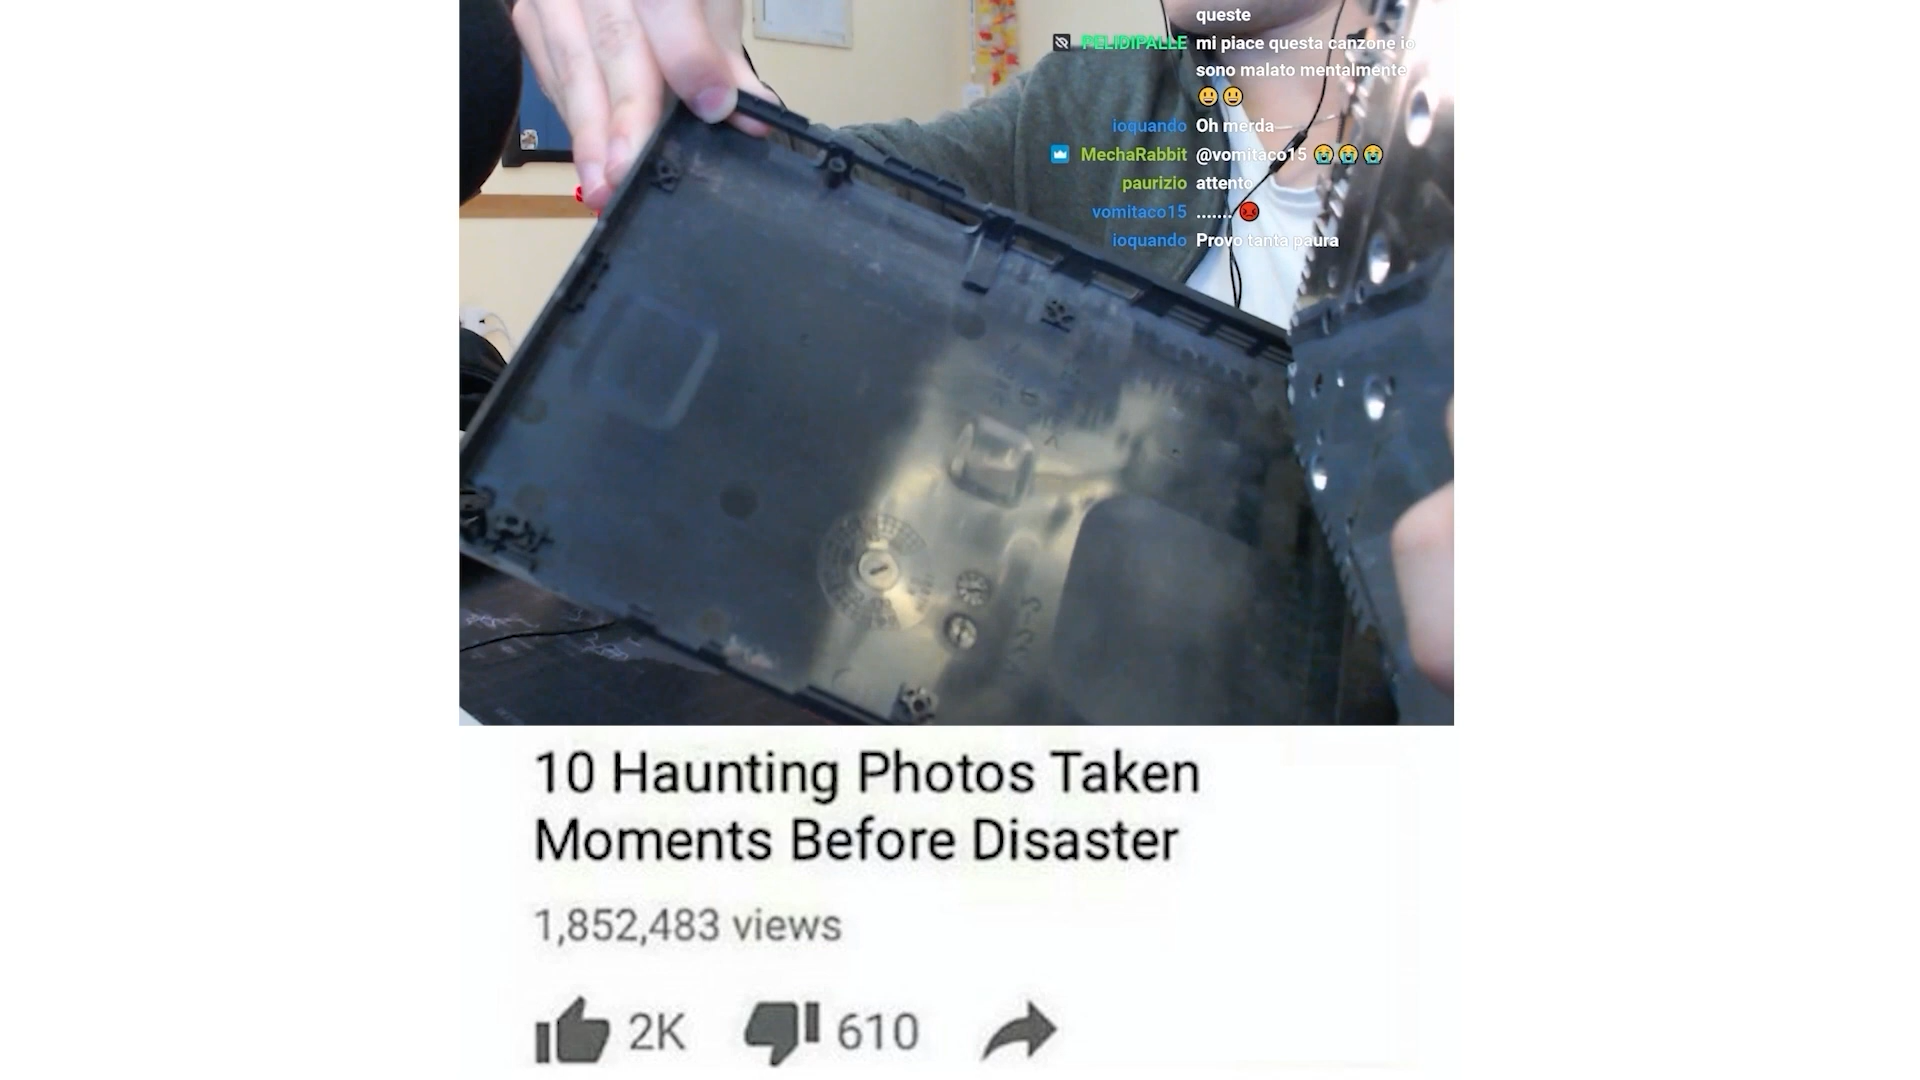 queste
PELIDIPALLE mi piace questa canzone io
sono malato mentalmente
😃😃
ioquando Oh merda
MechaRabbit @vomitaco15 😭😭😭
paurizio attento
vomitaco15 ....... 😡
ioquando Provo tanta paura
10 Haunting Photos Taken
Moments Before Disaster
1,852,483 views
2K 610